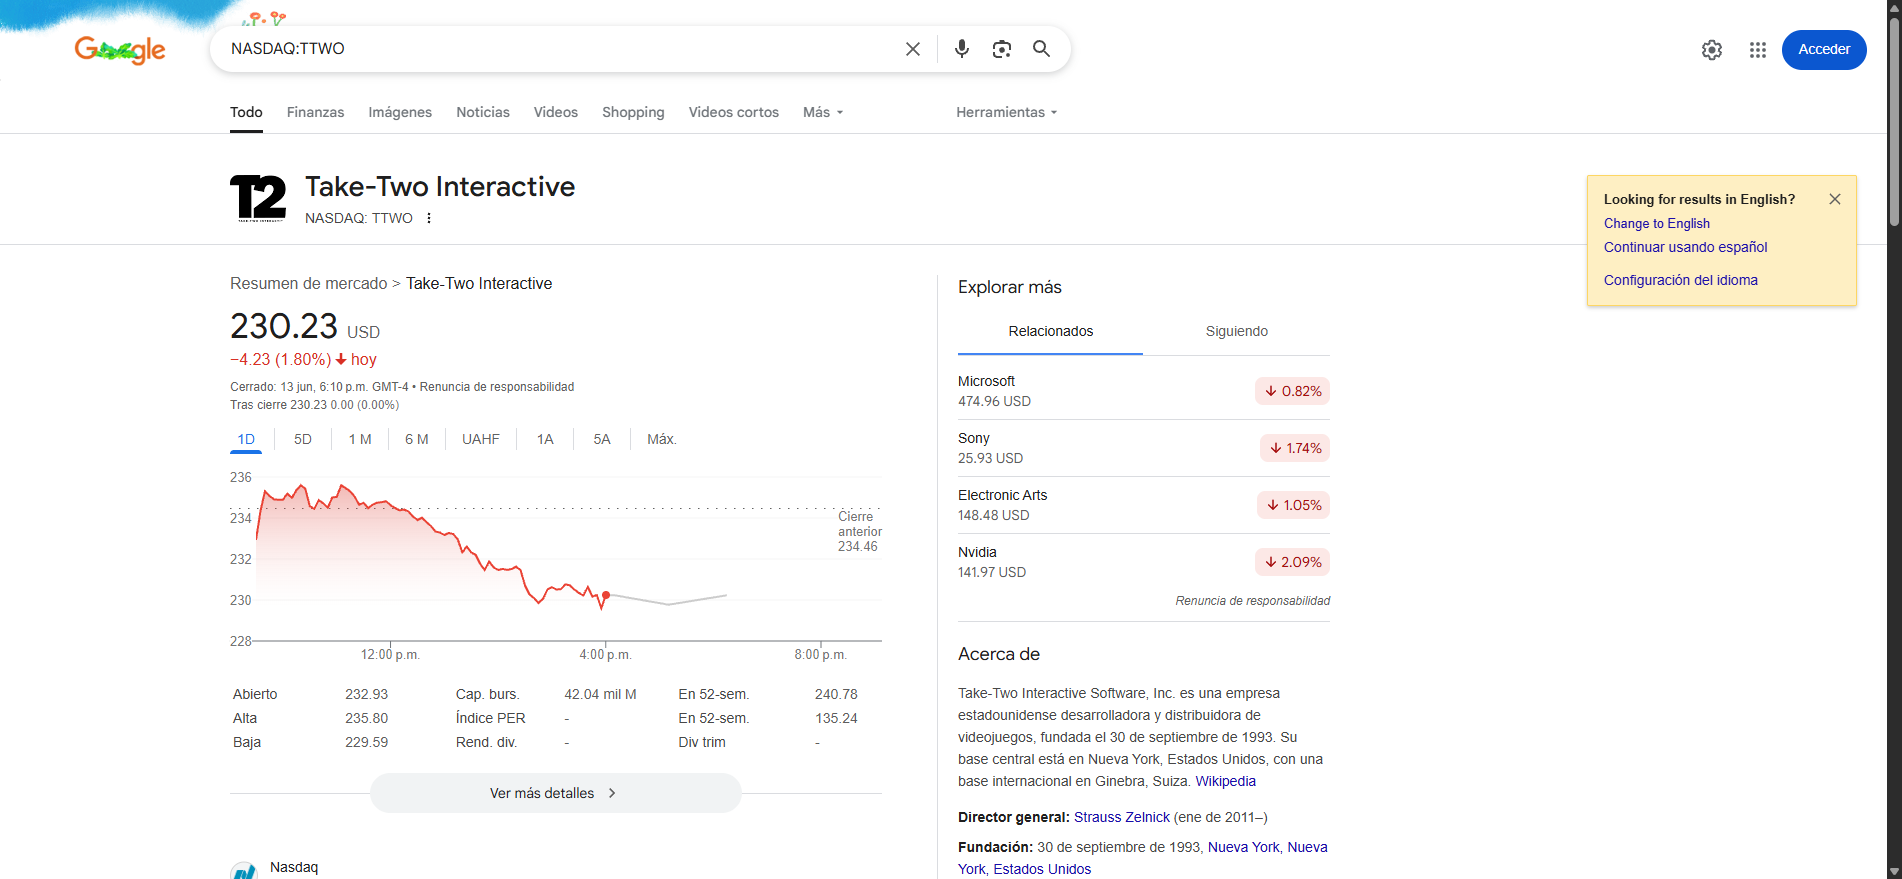 Google
NASDAQ:TTWO
Acceder
Todo Finanzas Imágenes Noticias Videos Shopping Videos cortos Más Herramientas
T2
TAKE-TWO INTERACTIVE
Take-Two Interactive
NASDAQ: TTWO
Looking for results in English?
Change to English
Continuar usando español
Configuración del idioma
Resumen de mercado > Take-Two Interactive
230.23 USD
−4.23 (1.80%) hoy
Cerrado: 13 jun, 6:10 p.m. GMT-4 • Renuncia de responsabilidad
Tras cierre 230.23 0.00 (0.00%)
1D 5D 1 M 6 M UAHF 1A 5A Máx.
236
234
232
230
228
Cierre
anterior
234.46
12:00 p.m. 4:00 p.m. 8:00 p.m.
Abierto 232.93 Cap. burs. 42.04 mil M En 52-sem. 240.78
Alta 235.80 Índice PER - En 52-sem. 135.24
Baja 229.59 Rend. div. - Div trim -
Ver más detalles
Nasdaq
Explorar más
Relacionados Siguiendo
Microsoft
474.96 USD
0.82%
Sony
25.93 USD
1.74%
Electronic Arts
148.48 USD
1.05%
Nvidia
141.97 USD
2.09%
Renuncia de responsabilidad
Acerca de
Take-Two Interactive Software, Inc. es una empresa
estadounidense desarrolladora y distribuidora de
videojuegos, fundada el 30 de septiembre de 1993. Su
base central está en Nueva York, Estados Unidos, con una
base internacional en Ginebra, Suiza. Wikipedia
Director general: Strauss Zelnick (ene de 2011–)
Fundación: 30 de septiembre de 1993, Nueva York, Nueva
York, Estados Unidos